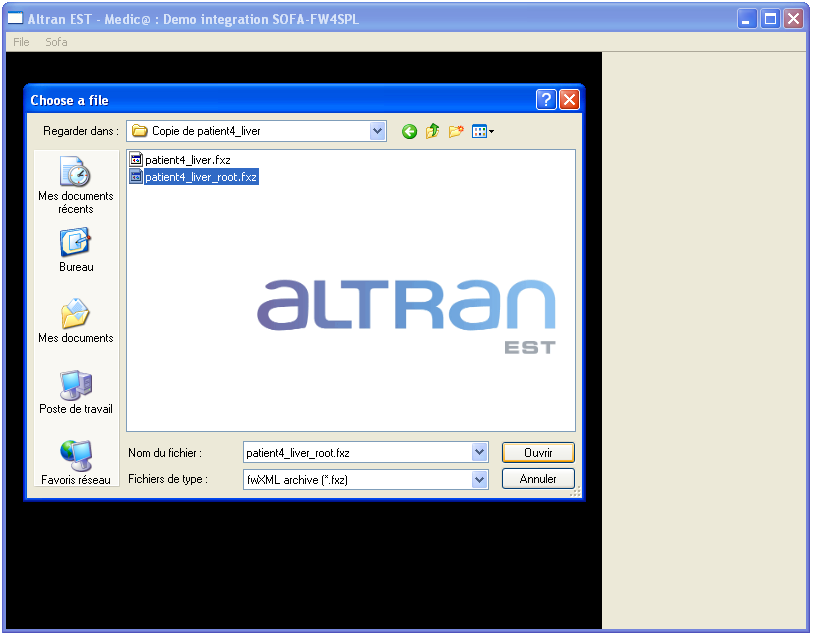 Altran EST - Medic@ : Demo integration SOFA-FW4SPL
File Sofa
Choose a file
Regarder dans : Copie de patient4_liver
patient4_liver.fxz
patient4_liver_root.fxz
Mes documents
récents
Bureau
Mes documents
Poste de travail
Favoris réseau
ALTRAN
EST
Nom du fichier : patient4_liver_root.fxz Ouvrir
Fichiers de type : fwXML archive (*.fxz) Annuler